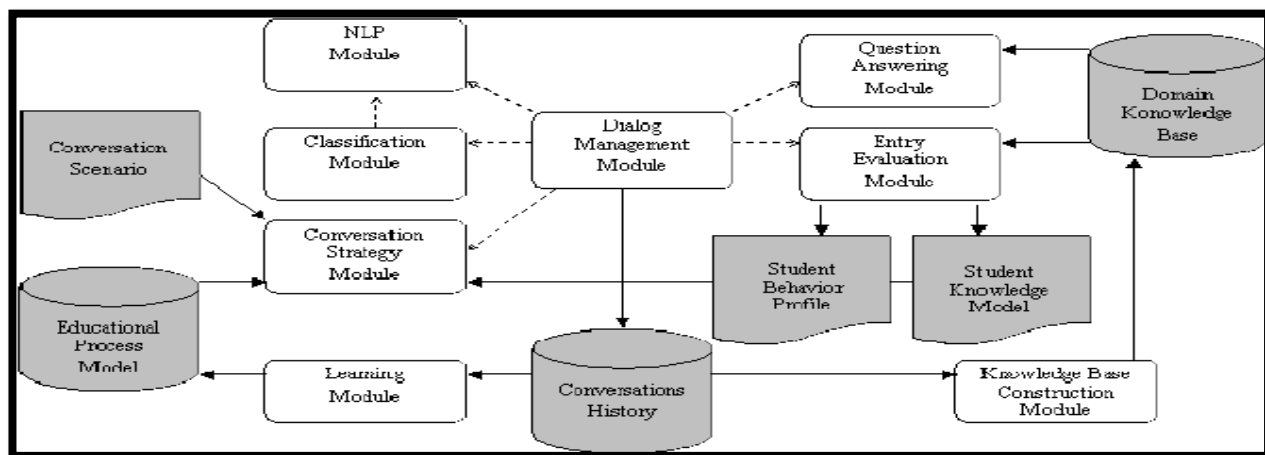 NLP
Module
Question
Answering
Module
Domain
Konowledge
Base
Conversation
Scenario
Classification
Module
Dialog
Management
Module
Entry
Evaluation
Module
Conversation
Strategy
Module
Student
Behavior
Profile
Student
Knowledge
Model
Educational
Process
Model
Learning
Module
Conversations
History
Knowledge Base
Construction
Module